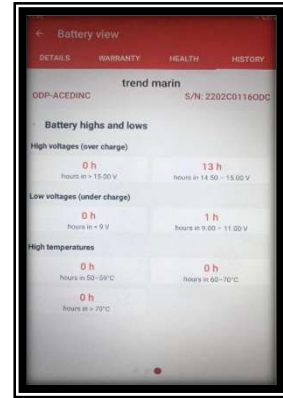 ← Battery view
DETAILS WARRANTY HEALTH HISTORY
trend marin
ODP-ACEDINC S/N: 2202C0116ODC
Battery highs and lows
High voltages (over charge)
0 h 13 h
hours in > 15.00 V hours in 14.50 - 15.00 V
Low voltages (under charge)
0 h 1 h
hours in < 9 V hours in 9.00 - 11.00 V
High temperatures
0 h 0 h
hours in 50-59°C hours in 60-70°C
0 h
hours in > 70°C